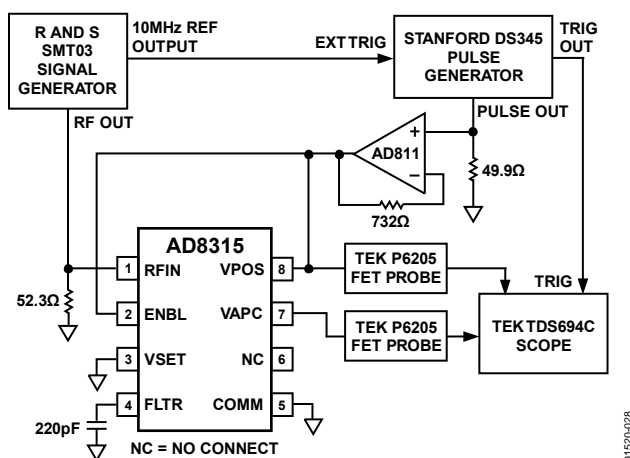 R AND S
SMT03
SIGNAL
GENERATOR
10MHz REF
OUTPUT
EXT TRIG
STANFORD DS345
PULSE
GENERATOR
TRIG
OUT
RF OUT
PULSE OUT
+
AD811
−
49.9Ω
732Ω
AD8315
1 RFIN VPOS 8
TEK P6205
FET PROBE
TRIG
52.3Ω
2 ENBL VAPC 7
TEK P6205
FET PROBE
TEK TDS694C
SCOPE
3 VSET NC 6
4 FLTR COMM 5
220pF
NC = NO CONNECT
01520-028